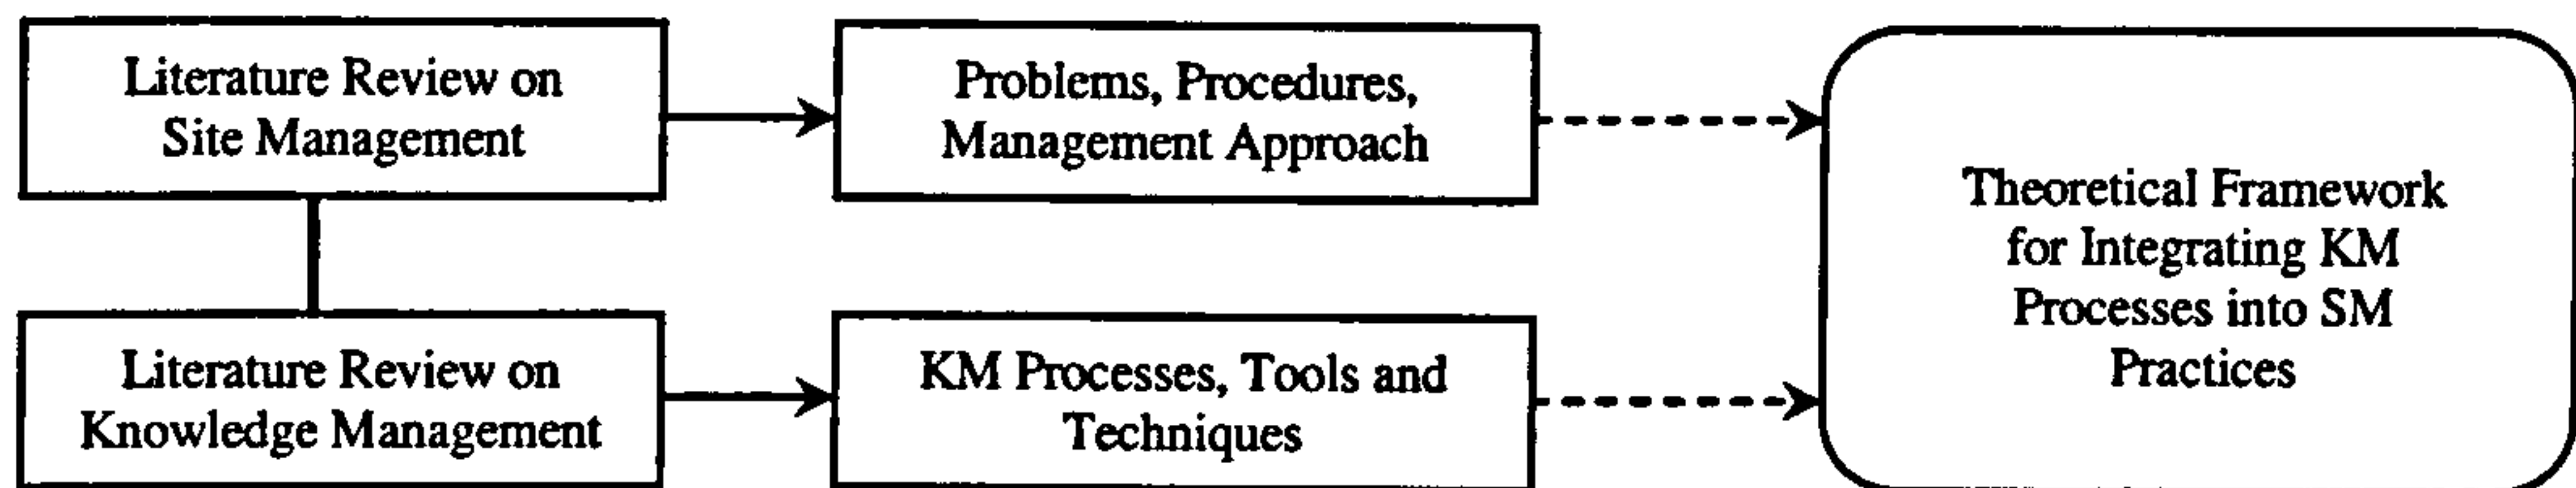 Literature Review on
Site Management
Problems, Procedures,
Management Approach
Theoretical Framework
for Integrating KM
Processes into SM
Practices
Literature Review on
Knowledge Management
KM Processes, Tools and
Techniques